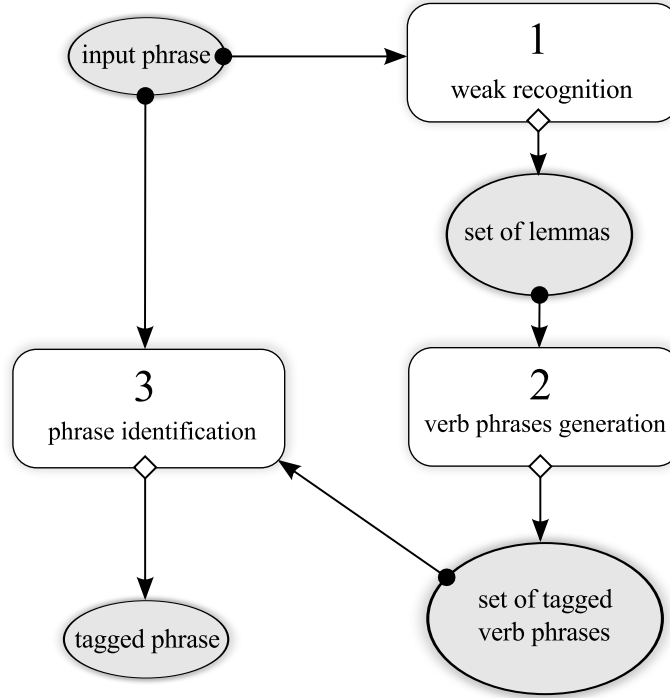 input phrase
1
weak recognition
set of lemmas
3
phrase identification
2
verb phrases generation
tagged phrase
set of tagged
verb phrases